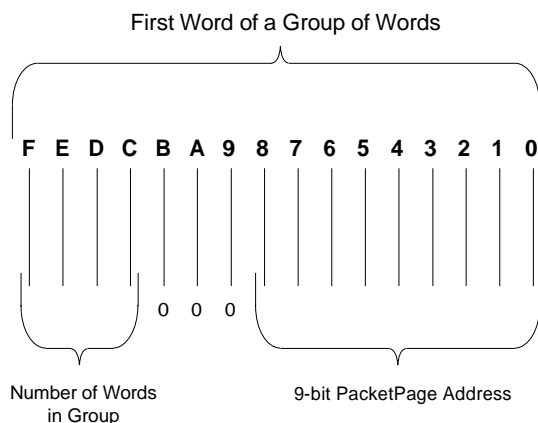 First Word of a Group of Words
F E D C B A 9 8 7 6 5 4 3 2 1 0
0 0 0
Number of Words
in Group
9-bit PacketPage Address